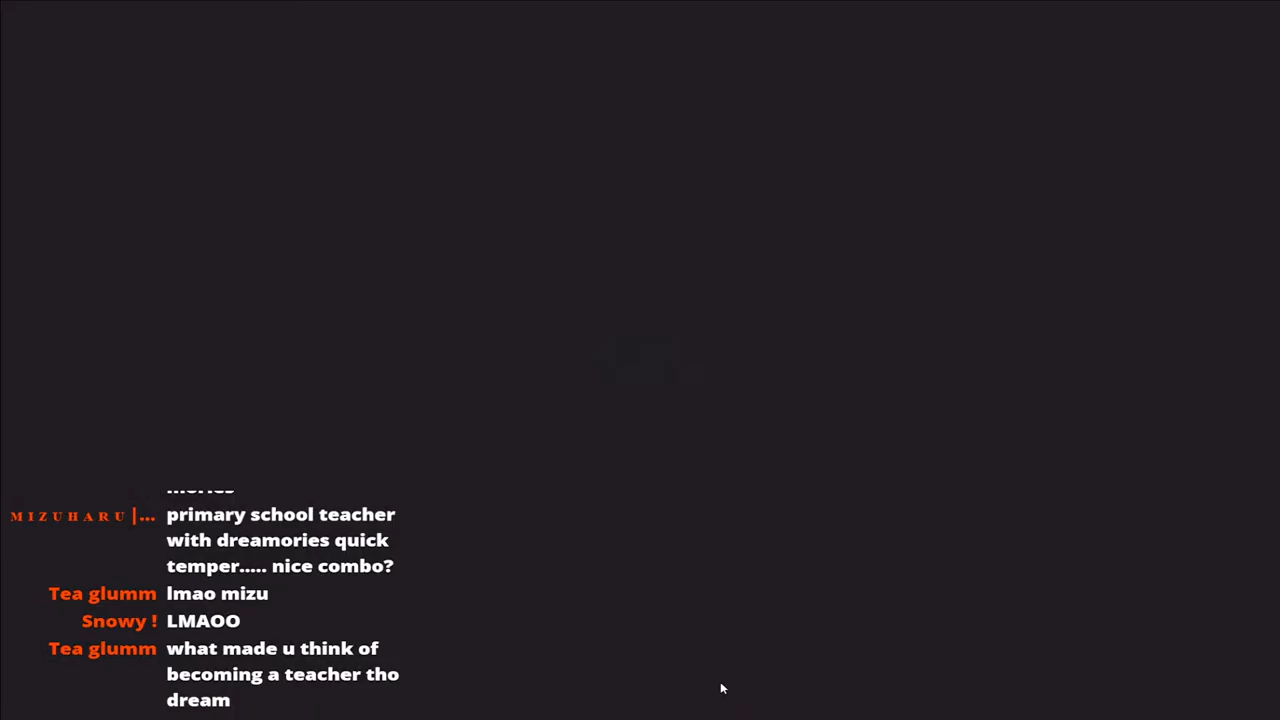 M I Z U H A R U |... primary school teacher
with dreamories quick
temper..... nice combo?
Tea glumm lmao mizu
Snowy ! LMAOO
Tea glumm what made u think of
becoming a teacher tho
dream